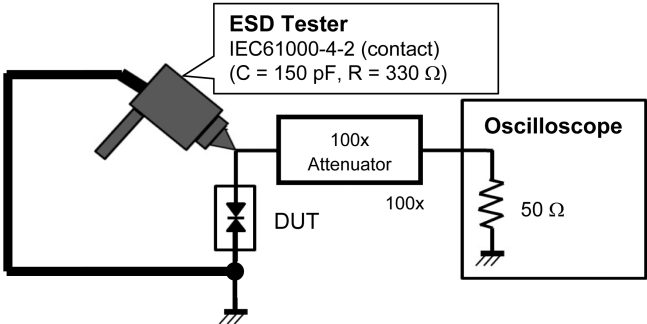 ESD Tester
IEC61000-4-2 (contact)
(C = 150 pF, R = 330 Ω)
100x
Attenuator
100x
Oscilloscope
50 Ω
DUT